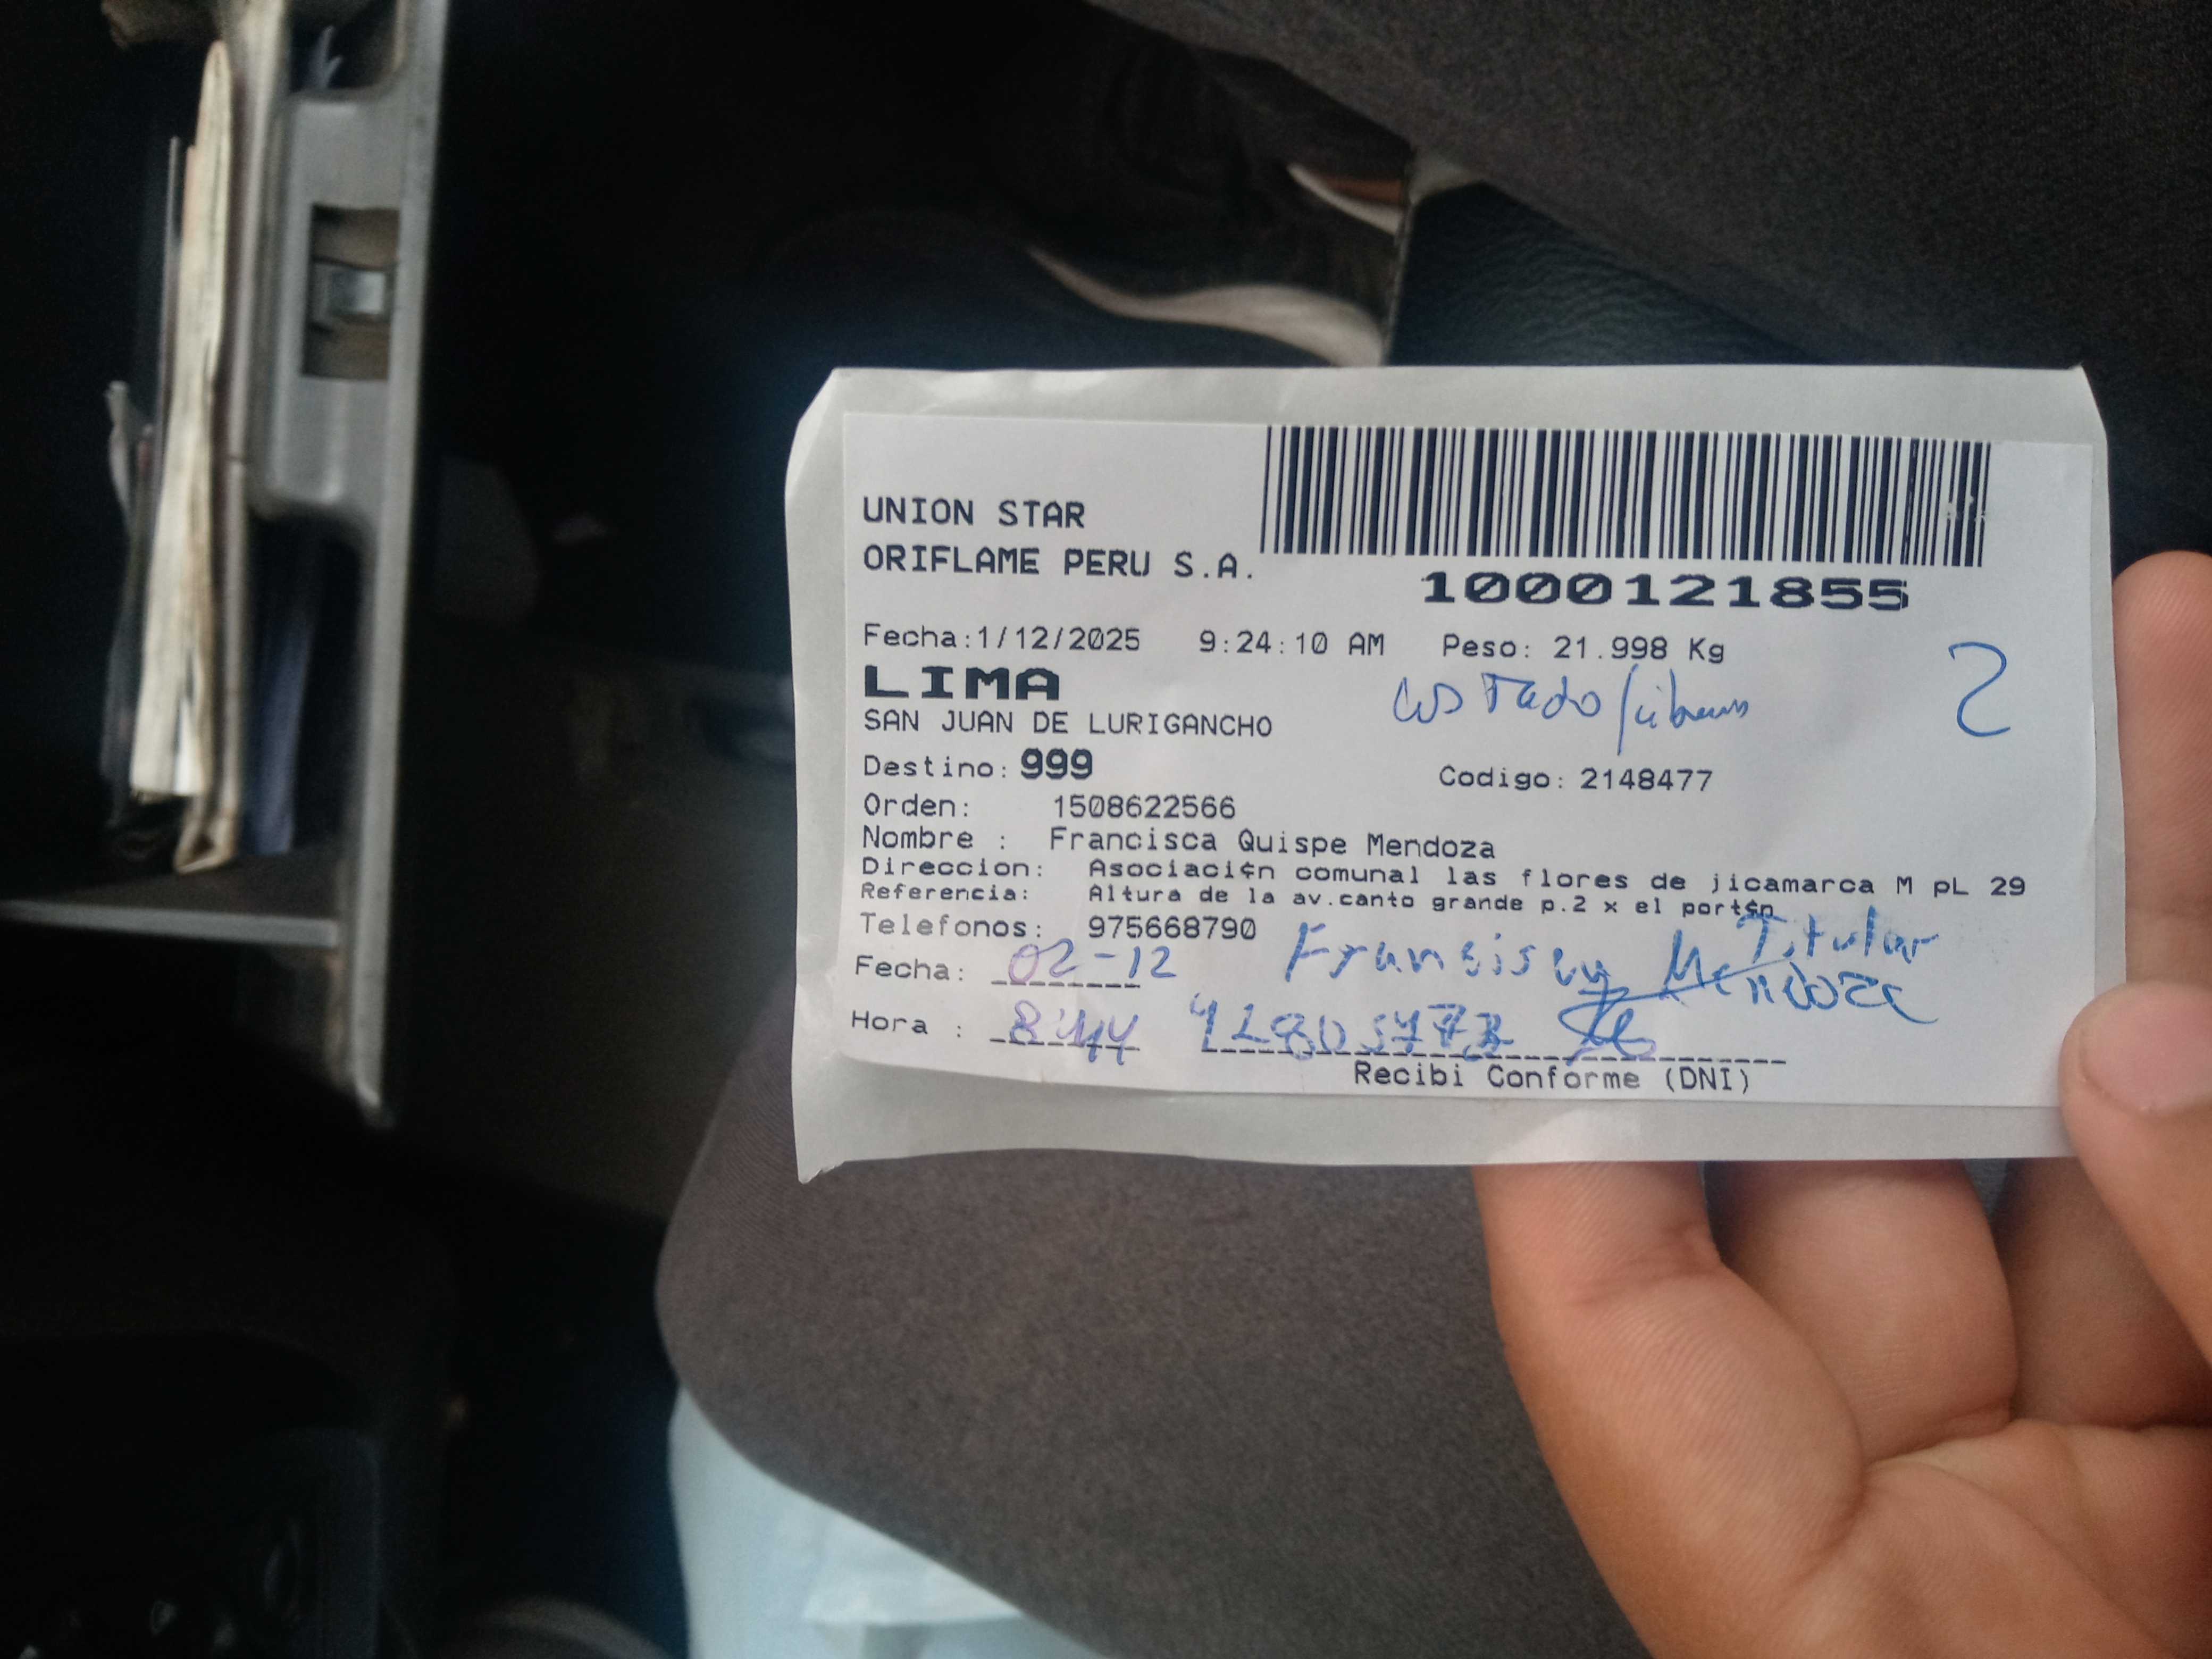 UNION STAR
ORIFLAME PERU S.A.
1000121855
Fecha:1/12/2025 9:24:10 AM Peso: 21.998 Kg
LIMA
2
SAN JUAN DE LURIGANCHO
Destino: 999 Codigo: 2148477
Orden: 1508622566
Nombre : Francisca Quispe Mendoza
Direccion: Asociaci¢n comunal las flores de jicamarca M pL 29
Referencia: Altura de la av.canto grande p.2 x el port¢n
Telefonos: 975668790
Titular
Fecha: 02-12 Mendoza
Hora : 8:44
Recibi Conforme (DNI)